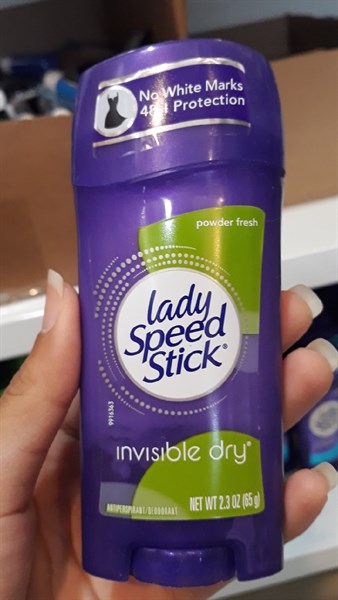 No White Marks
48H Protection
powder fresh
lady
Speed
Stick®
9916363
invisible dry®
ANTIPERSPIRANT/DEODORANT
NET WT 2.3 OZ (65 g)